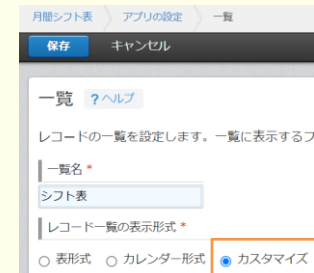 月間シフト表 アプリの設定 一覧
保存 キャンセル
一覧 ?ヘルプ
レコードの一覧を設定します。一覧に表示するフ
一覧名 *
シフト表
レコード一覧の表示形式 *
表形式 カレンダー形式 カスタマイズ